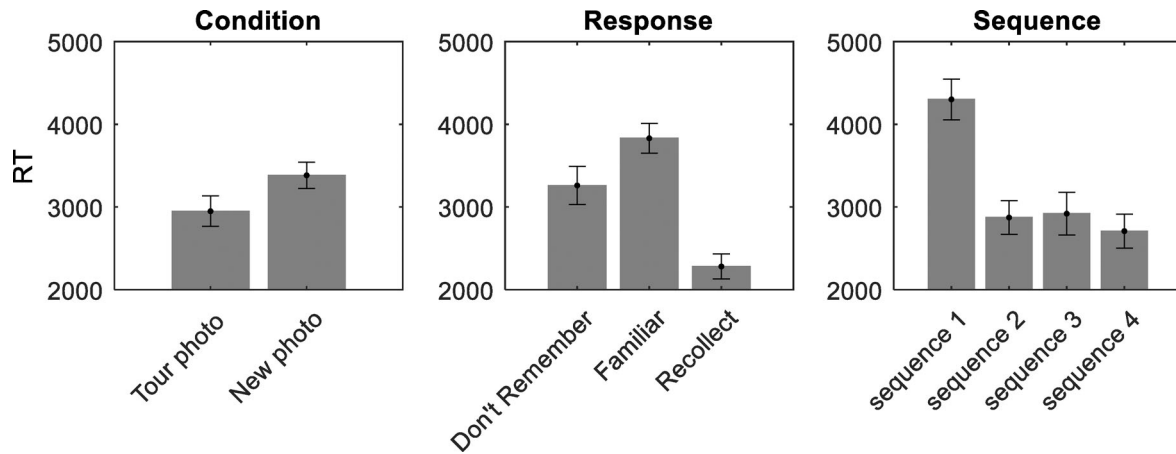 Condition
Response
Sequence
RT
5000
4000
3000
2000
Tour photo
New photo
5000
4000
3000
2000
Don't Remember
Familiar
Recollect
5000
4000
3000
2000
sequence 1
sequence 2
sequence 3
sequence 4